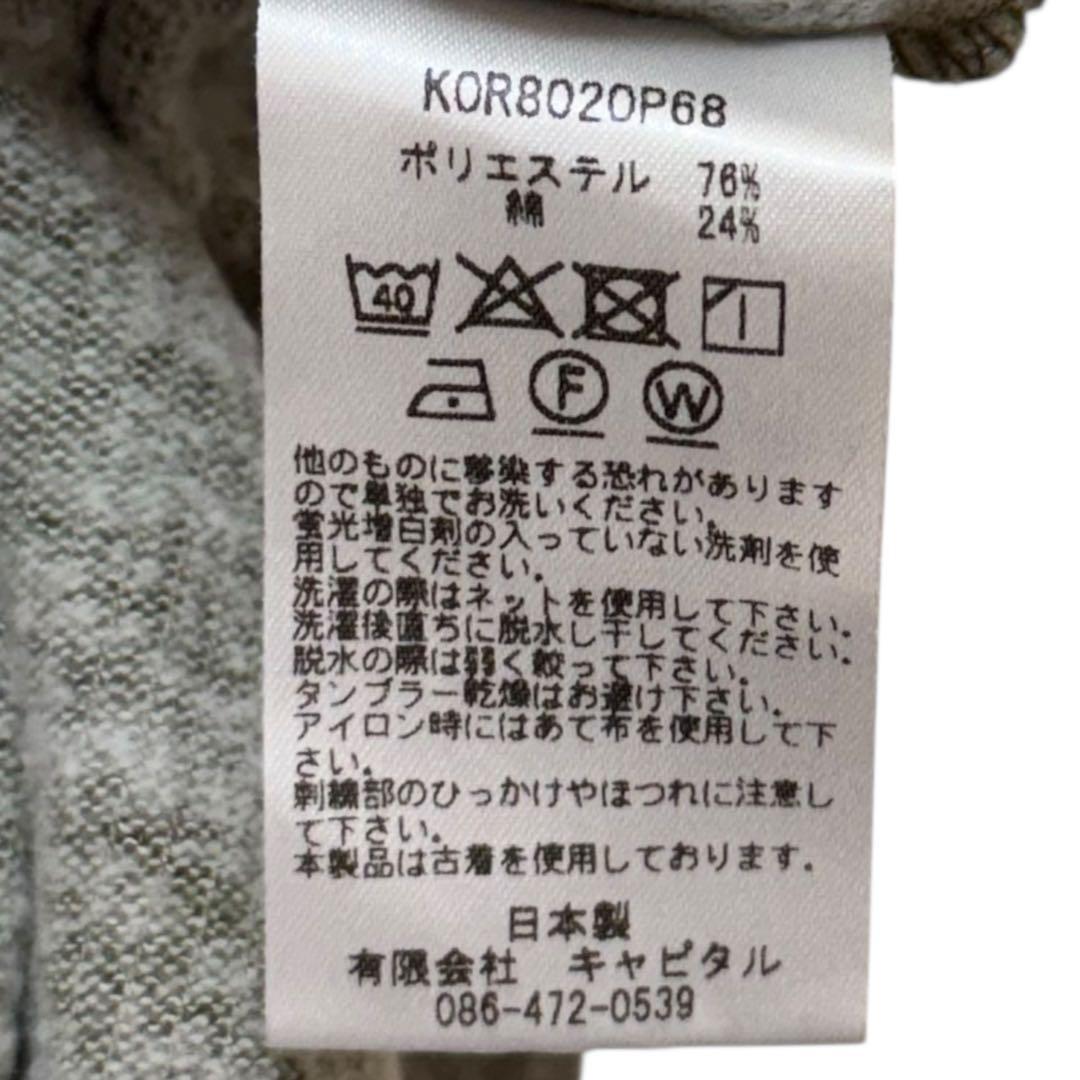 KOR8020P68
ポリエステル 76%
綿 24%
40
F W
他のものに移染する恐れがあります
ので単独でお洗いください。
蛍光増白剤の入っていない洗剤を使
用してください。
洗濯の際はネットを使用して下さい。
洗濯後直ちに脱水し干してください。
脱水の際は弱く絞って下さい。
タンブラー乾燥はお避け下さい。
アイロン時にはあて布を使用して下
さい。
刺繍部のひっかけやほつれに注意し
て下さい。
本製品は古着を使用しております。
日本製
有限会社 キャピタル
086-472-0539